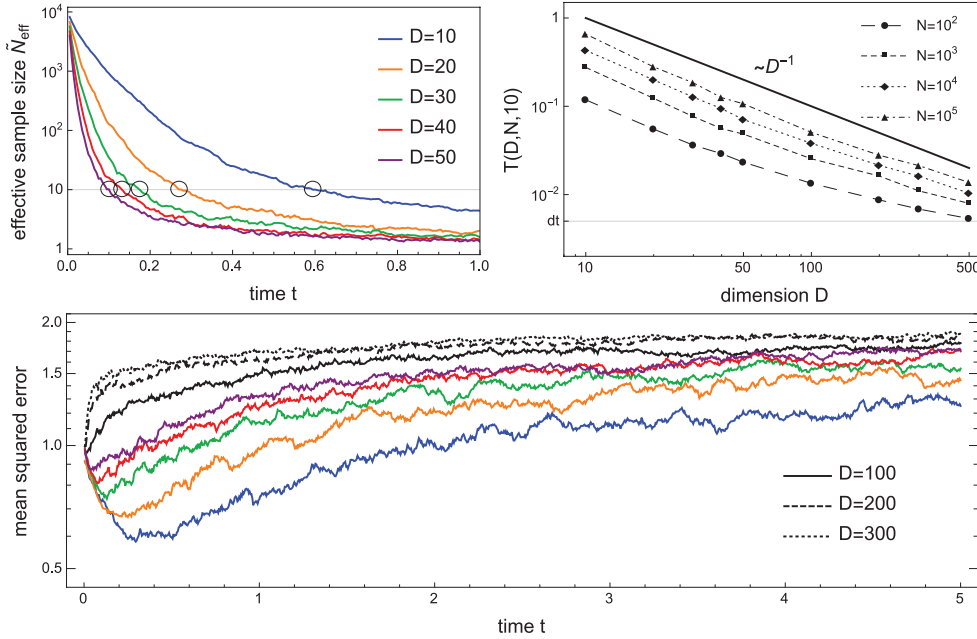 effective sample size Ñ_eff
10⁴
10³
10²
10
1
D=10
D=20
D=30
D=40
D=50
0.0 0.2 0.4 0.6 0.8 1.0
time t
T(D,N,10)
1
10⁻¹
10⁻²
dt
~D⁻¹
N=10²
N=10³
N=10⁴
N=10⁵
10 50 100 500
dimension D
mean squared error
2.0
1.5
1.0
0.5
D=100
D=200
D=300
0 1 2 3 4 5
time t